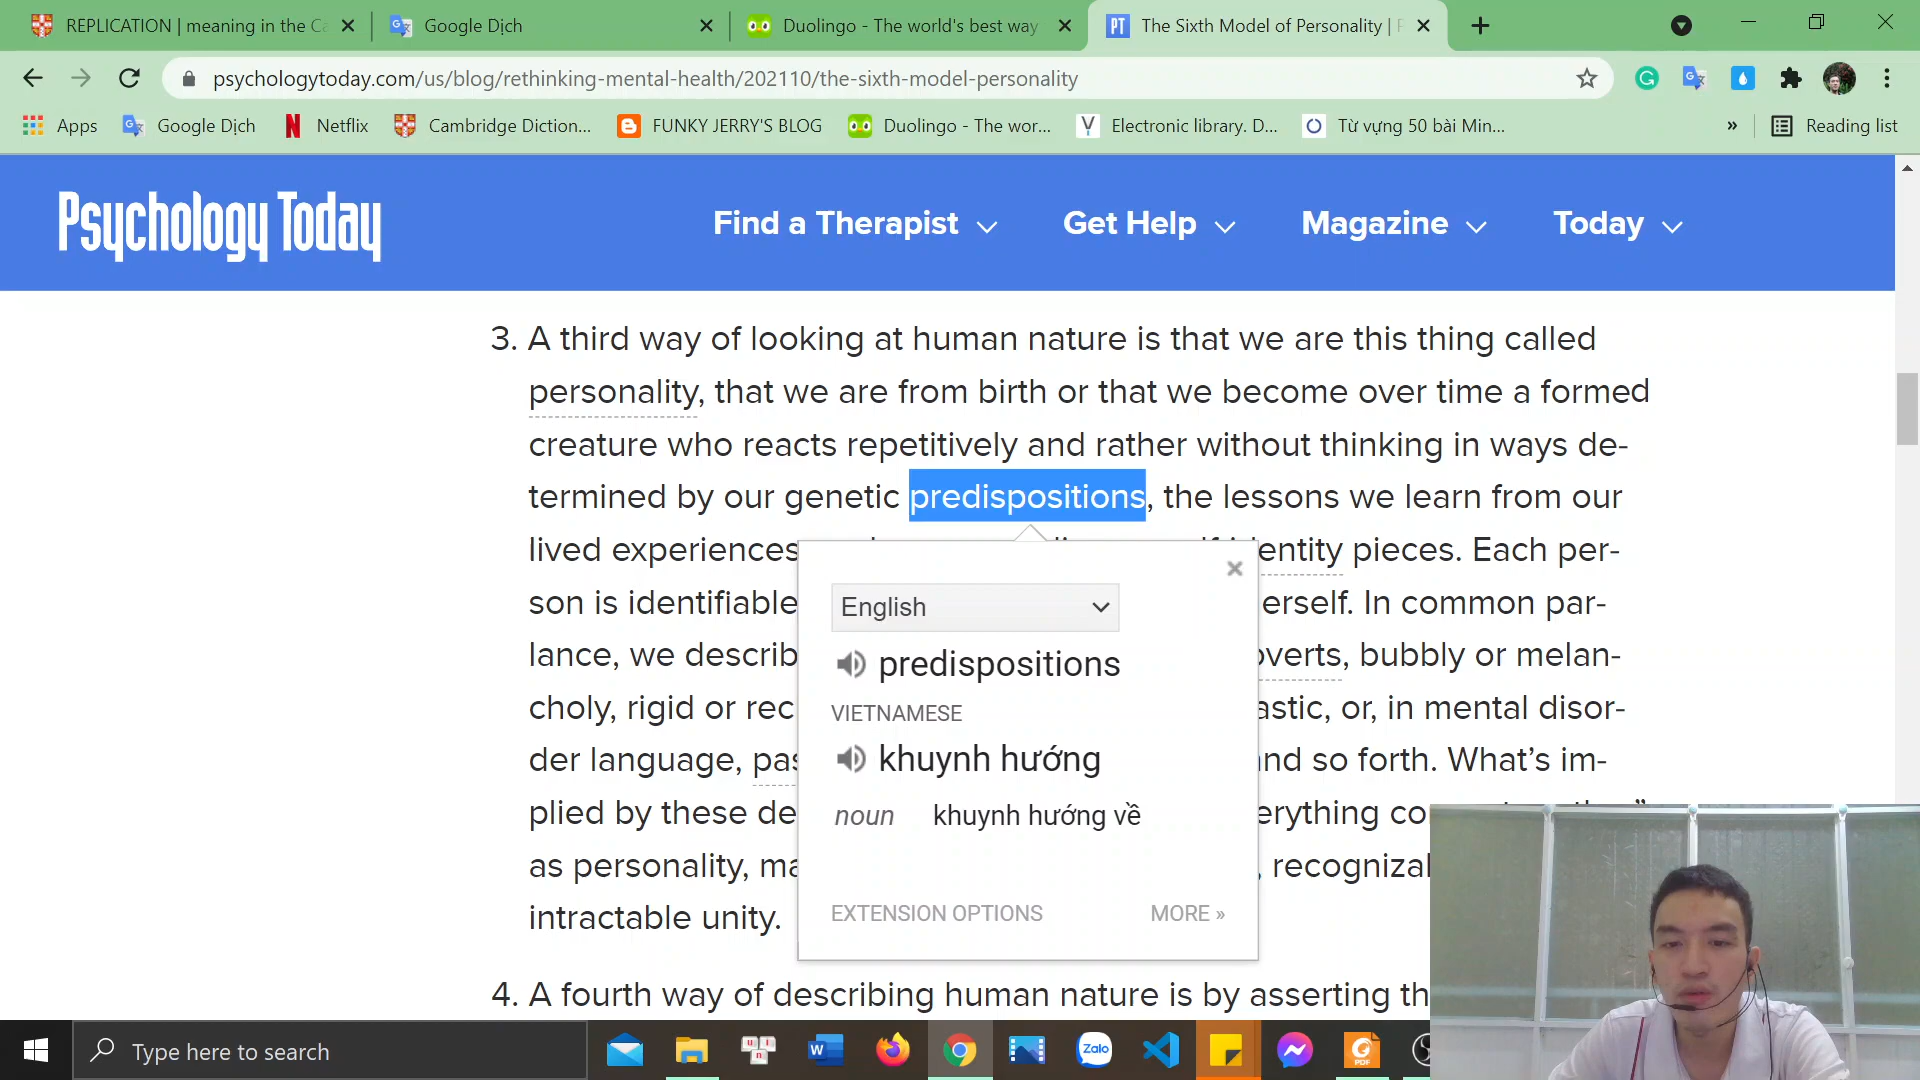 REPLICATION | meaning in the Ca
Google Dịch
Duolingo - The world's best way
The Sixth Model of Personality | P
psychologytoday.com/us/blog/rethinking-mental-health/202110/the-sixth-model-personality
Apps
Google Dịch
Netflix
Cambridge Diction...
FUNKY JERRY'S BLOG
Duolingo - The wor...
Electronic library. D...
Từ vựng 50 bài Min...
»
Reading list
Psychology Today
Find a Therapist
Get Help
Magazine
Today
3. A third way of looking at human nature is that we are this thing called
personality, that we are from birth or that we become over time a formed
creature who reacts repetitively and rather without thinking in ways de-
termined by our genetic predispositions, the lessons we learn from our
lived experiences entity pieces. Each per-
son is identifiable erself. In common par-
lance, we describ overts, bubbly or melan-
choly, rigid or rec astic, or, in mental disor-
der language, pas nd so forth. What's im-
plied by these de erything co
as personality, ma , recognizal
intractable unity.
English
predispositions
VIETNAMESE
khuynh hướng
noun khuynh hướng về
EXTENSION OPTIONS
MORE »
4. A fourth way of describing human nature is by asserting th
Type here to search
Zalo
PDF